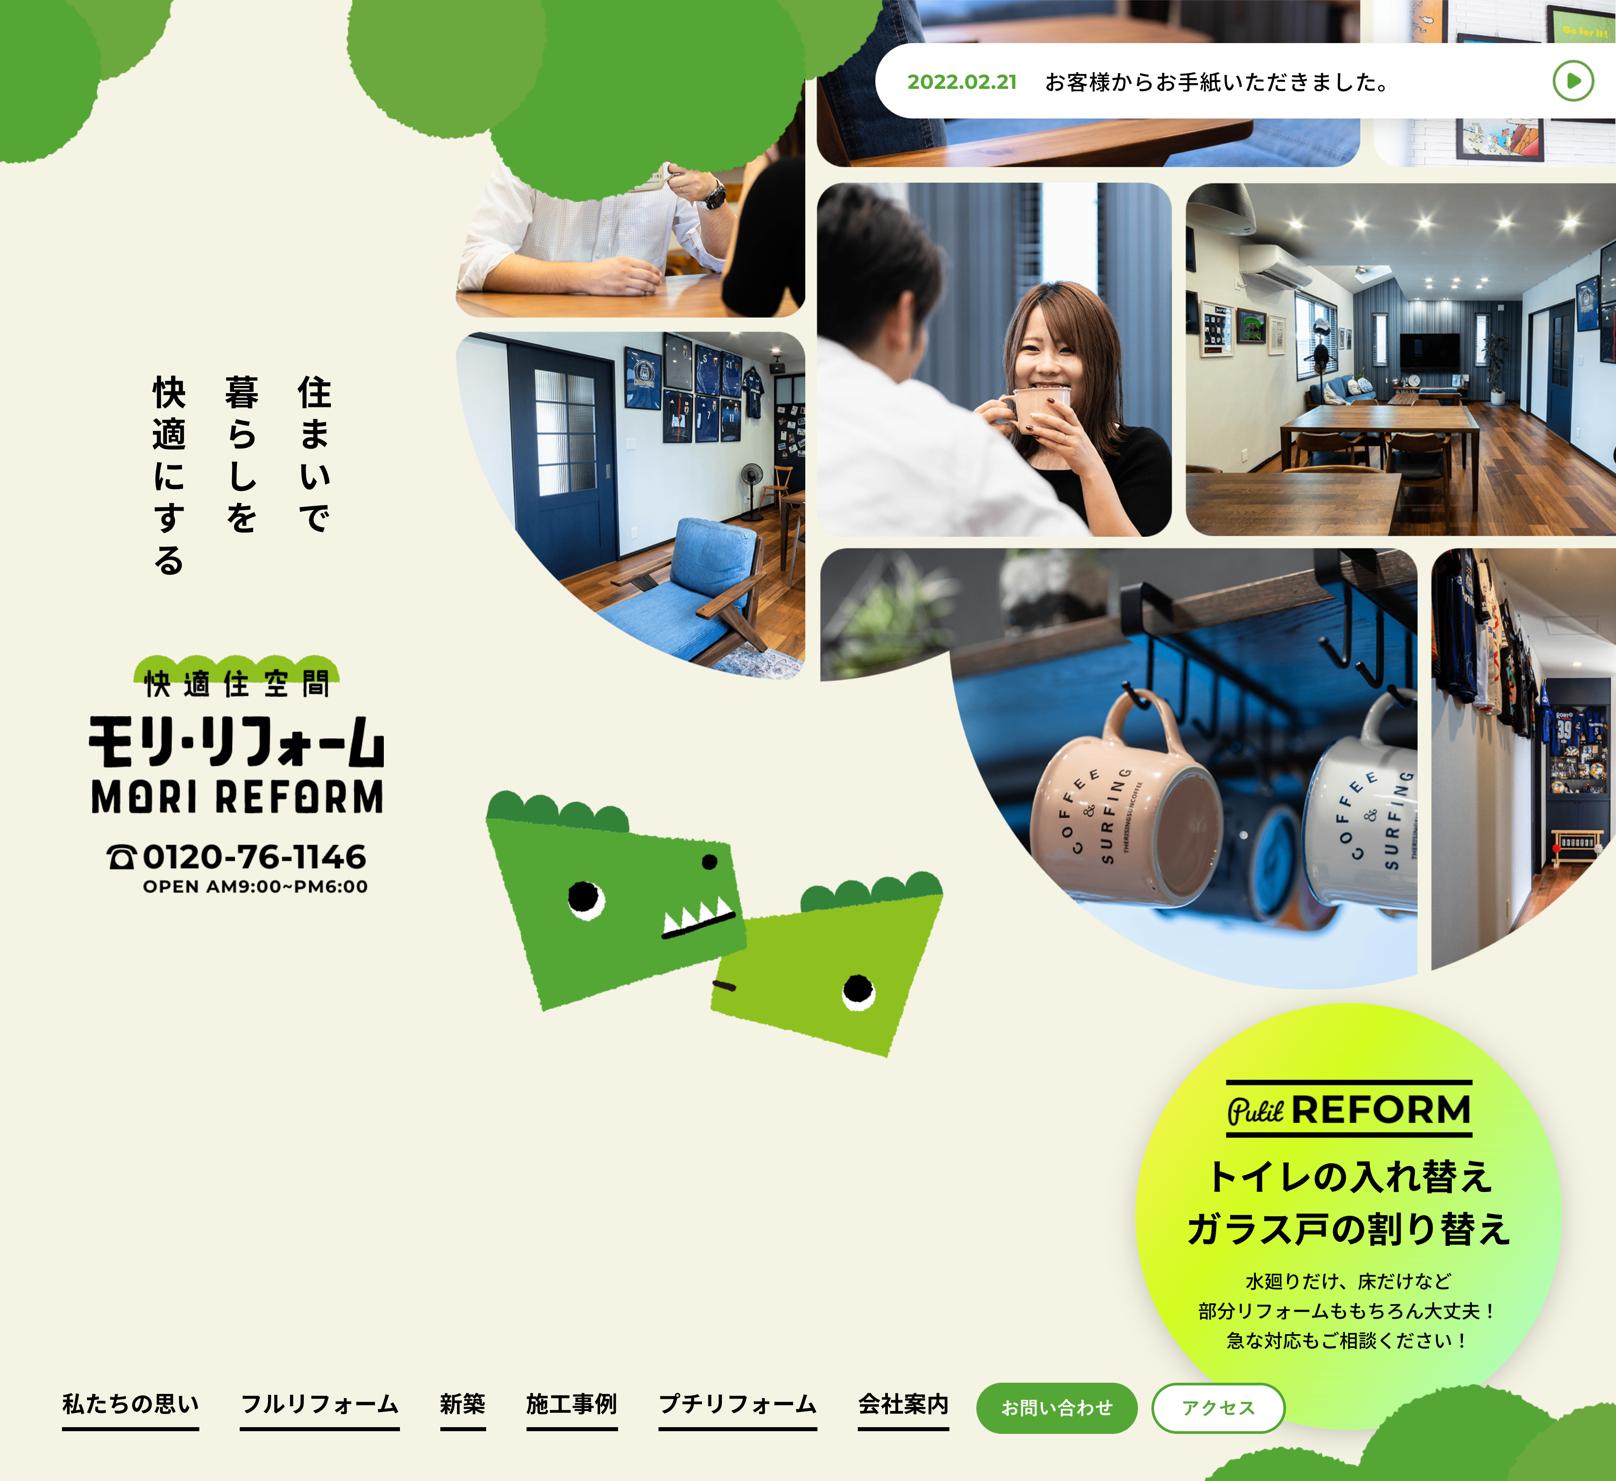 2022.02.21 お客様からお手紙いただきました。
Go for it!
住まいで
暮らしを
快適にする
快適住空間
モリ・リフォーム
MORI REFORM
0120-76-1146
OPEN AM9:00~PM6:00
COFFEE
&
SURFING
THERISINGSUNCOFFEE
COFFEE
&
SURFING
39
Putit REFORM
トイレの入れ替え
ガラス戸の割り替え
水廻りだけ、床だけなど
部分リフォームももちろん大丈夫！
急な対応もご相談ください！
私たちの思い フルリフォーム 新築 施工事例 プチリフォーム 会社案内 お問い合わせ アクセス